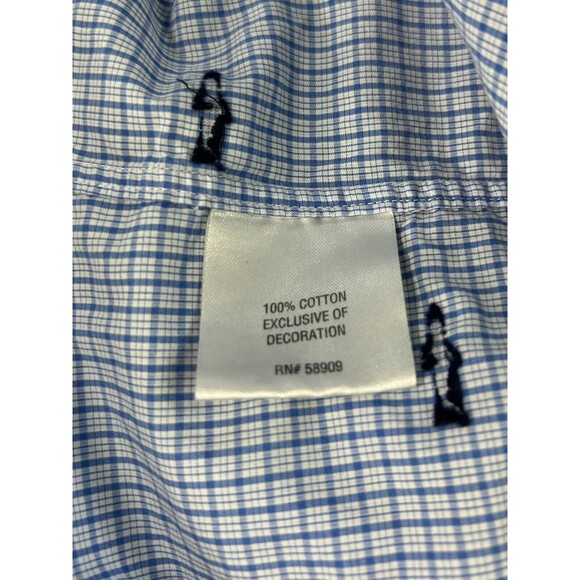 100% COTTON
EXCLUSIVE OF
DECORATION
RN# 58909